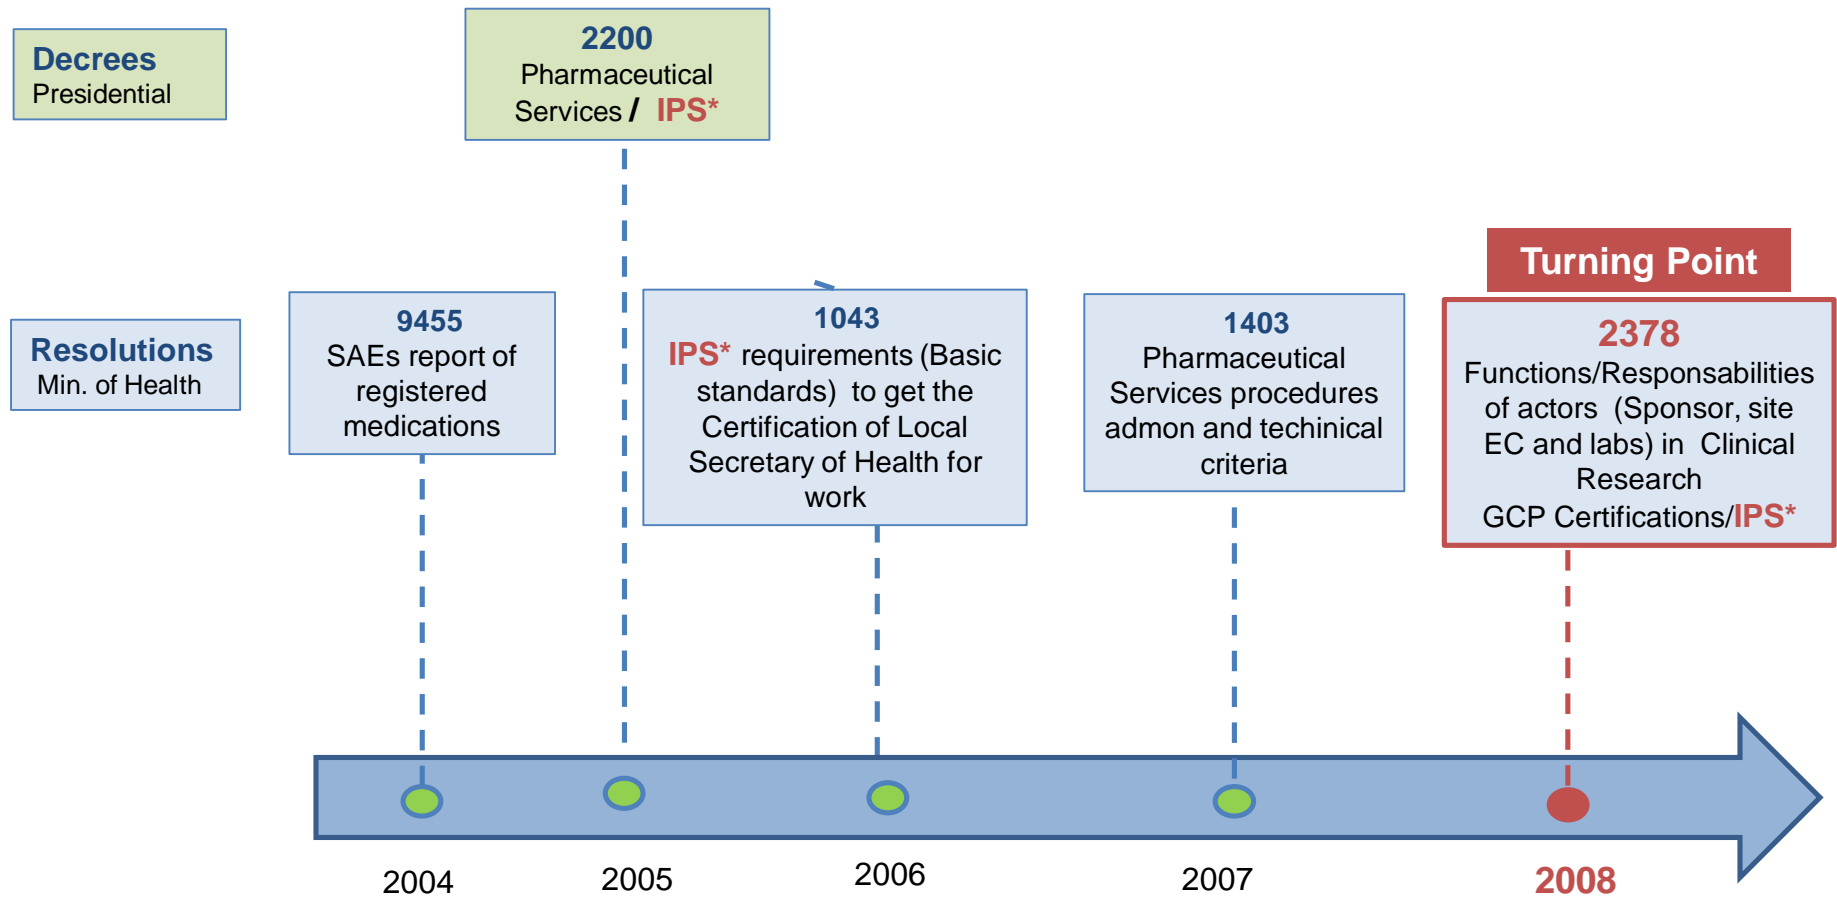 Decrees
Presidential
2200
Pharmaceutical
Services / IPS*
Turning Point
Resolutions
Min. of Health
9455
SAEs report of
registered
medications
1043
IPS* requirements (Basic
standards) to get the
Certification of Local
Secretary of Health for
work
1403
Pharmaceutical
Services procedures
admon and techinical
criteria
2378
Functions/Responsabilities
of actors (Sponsor, site
EC and labs) in Clinical
Research
GCP Certifications/IPS*
2004
2005
2006
2007
2008